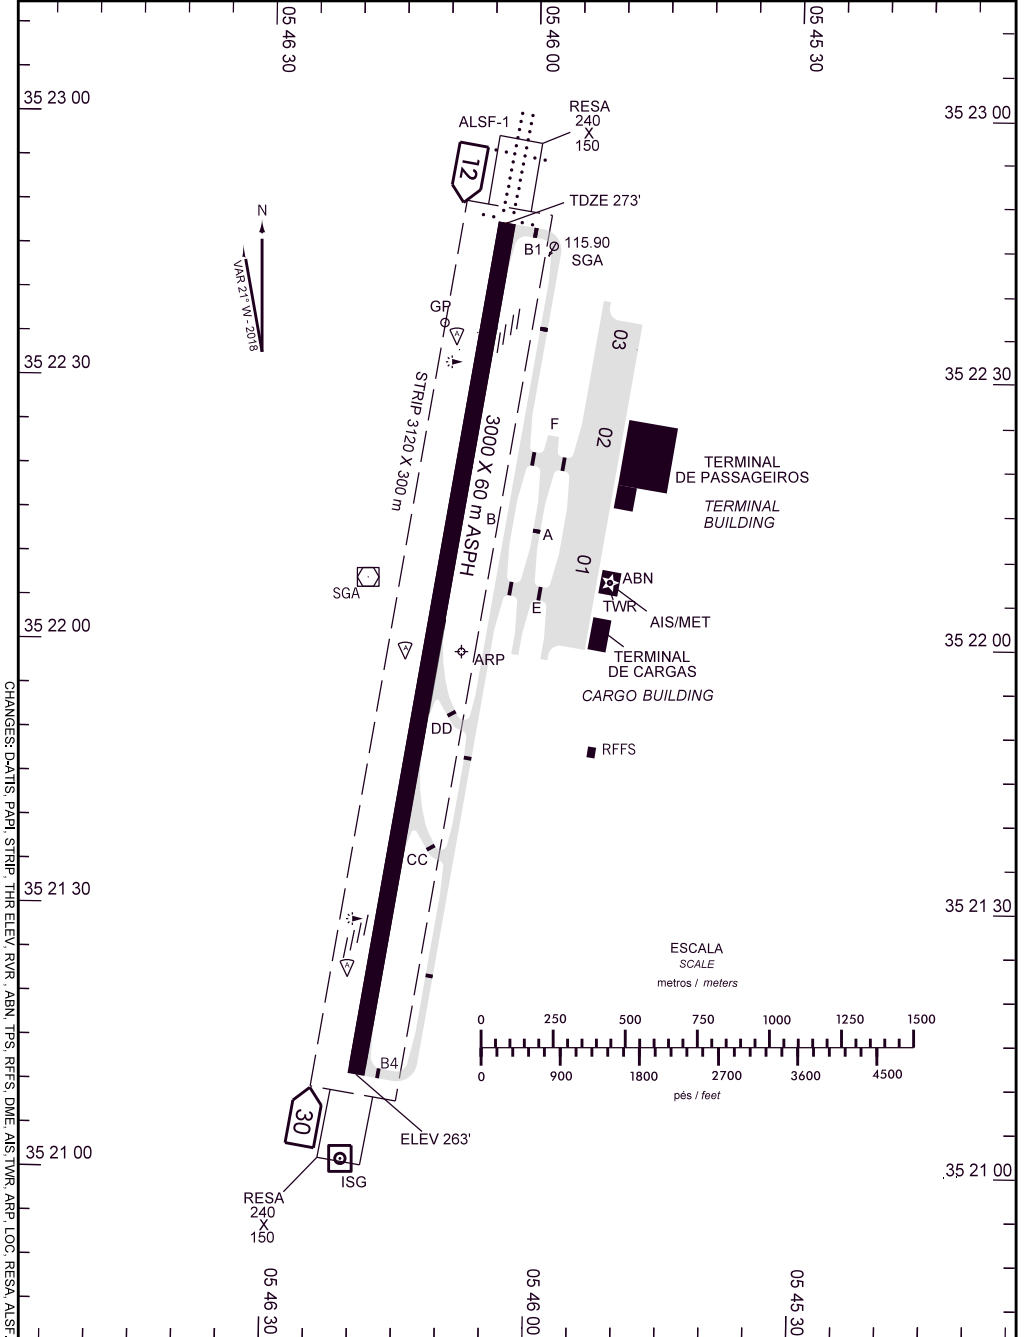 05 46 30
05 46 00
05 45 30
35 23 00
35 23 00
ALSF-1
RESA
240
X
150
12
TDZE 273'
N
VAR 21° W - 2018
B1
115.90
SGA
GP
A
03
35 22 30
35 22 30
STRIP 3120 X 300 m
3000 X 60 m ASPH
F
02
TERMINAL
DE PASSAGEIROS
TERMINAL
BUILDING
B
A
01
SGA
ABN
TWR
E
AIS/MET
35 22 00
35 22 00
A
ARP
TERMINAL
DE CARGAS
CARGO BUILDING
DD
RFFS
CC
35 21 30
35 21 30
A
ESCALA
SCALE
metros / meters
0 250 500 750 1000 1250 1500
0 900 1800 2700 3600 4500
pés / feet
B4
30
ELEV 263'
35 21 00
35 21 00
ISG
RESA
240
X
150
05 46 30
05 46 00
05 45 30
CHANGES: D-ATIS, PAPI, STRIP, THR ELEV, RVR, ABN, TPS, RFFS, DME, AIS,TWR, ARP, LOC, RESA, ALSF.